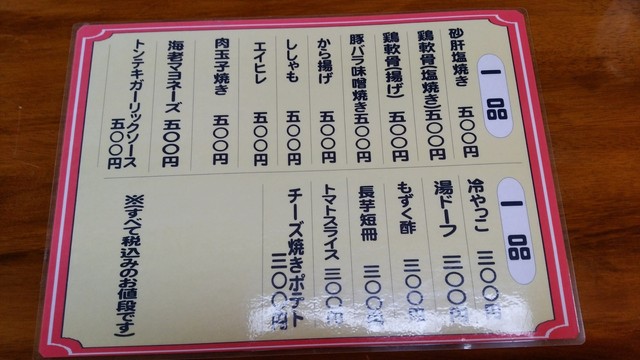 一品
砂肝塩焼き 五〇〇円
鶏軟骨(塩焼き)五〇〇円
鶏軟骨(揚げ) 五〇〇円
豚バラ味噌焼き五〇〇円
から揚げ 五〇〇円
ししゃも 五〇〇円
エイヒレ 五〇〇円
肉玉子焼き 五〇〇円
海老マヨネーズ 五〇〇円
トンテキガーリックソース 五〇〇円
一品
冷やっこ 三〇〇円
湯ドーフ 三〇〇円
もずく酢 三〇〇円
長芋短冊 三〇〇円
トマトスライス 三〇〇円
チーズ焼きポテト 三〇〇円
※(すべて税込みのお値段です)